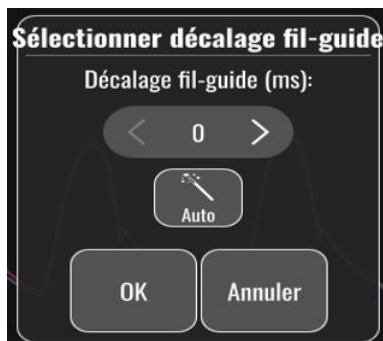 Sélectionner décalage fil-guide
Décalage fil-guide (ms):
0
Auto
OK
Annuler